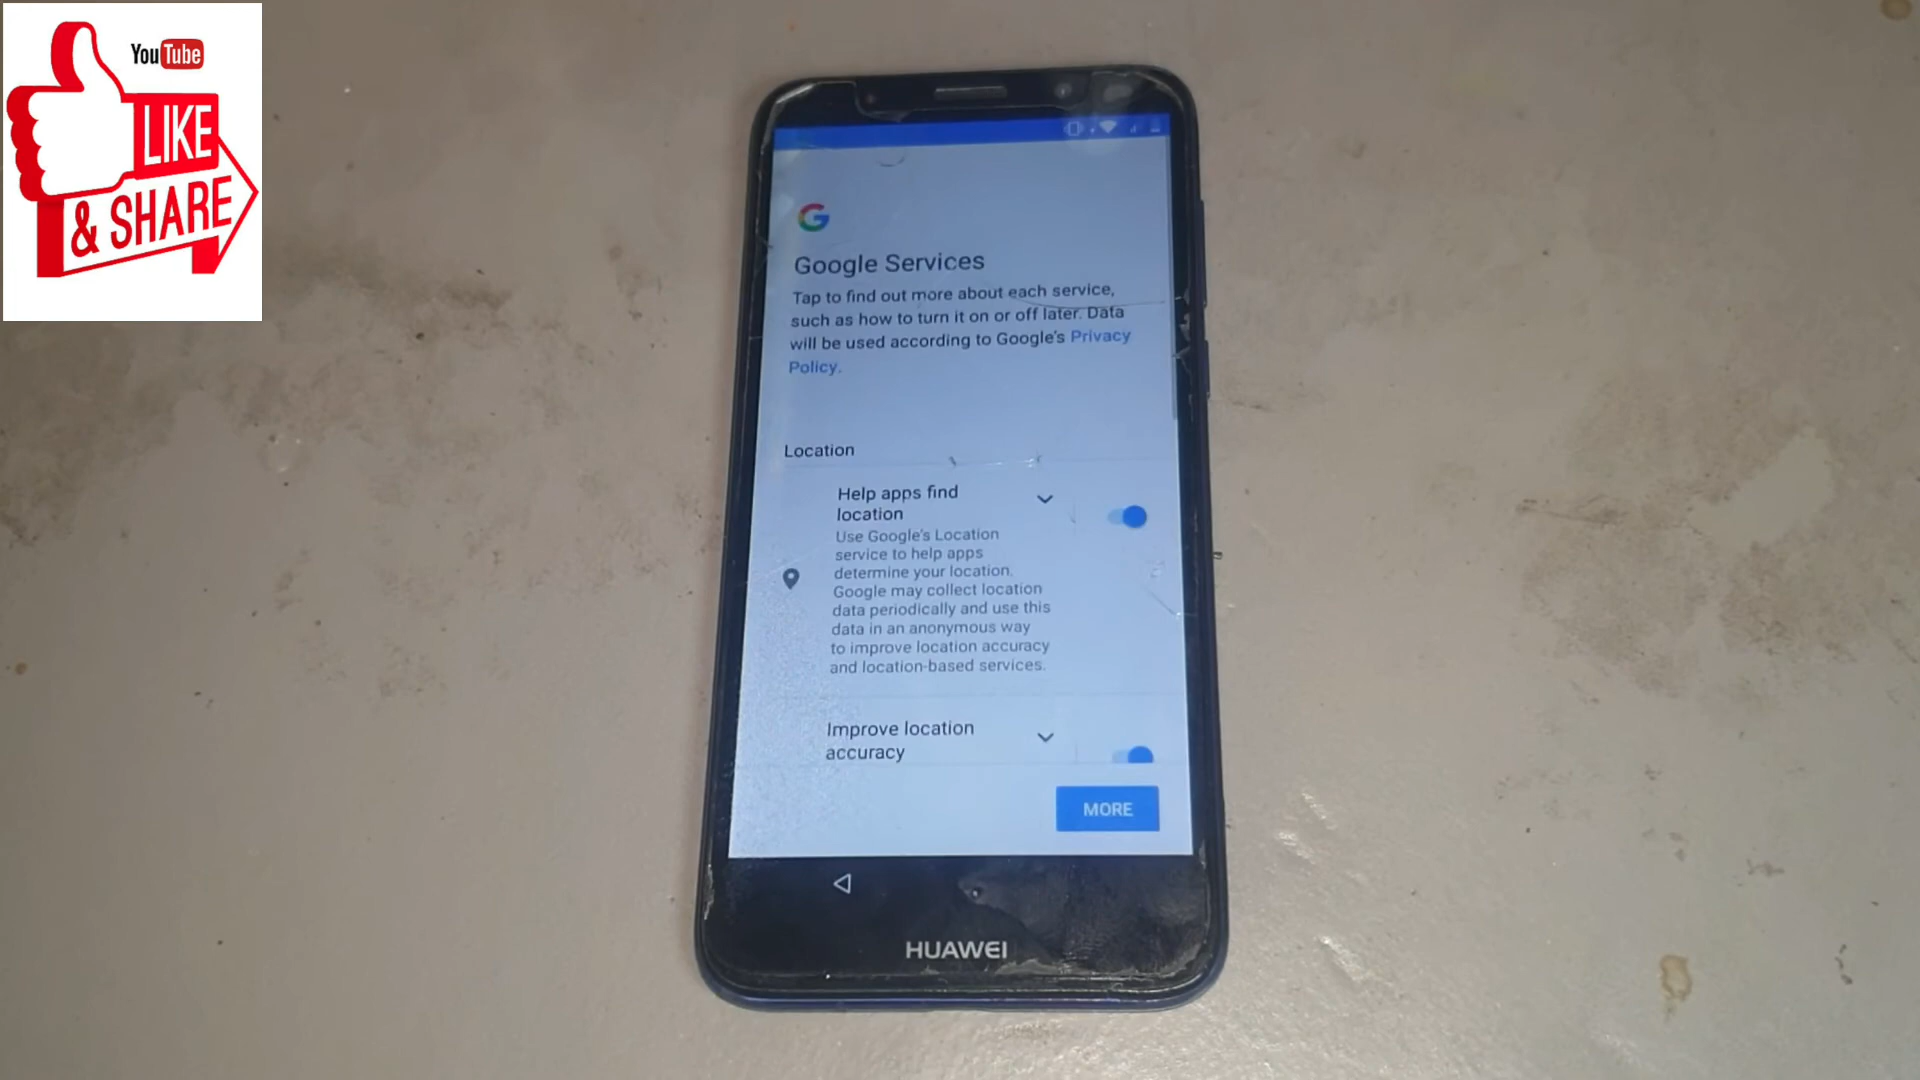 YouTube
LIKE
& SHARE
Google Services
Tap to find out more about each service,
such as how to turn it on or off later. Data
will be used according to Google's Privacy
Policy.
Location
Help apps find
location
Use Google's Location
service to help apps
determine your location.
Google may collect location
data periodically and use this
data in an anonymous way
to improve location accuracy
and location-based services.
Improve location
accuracy
MORE
HUAWEI